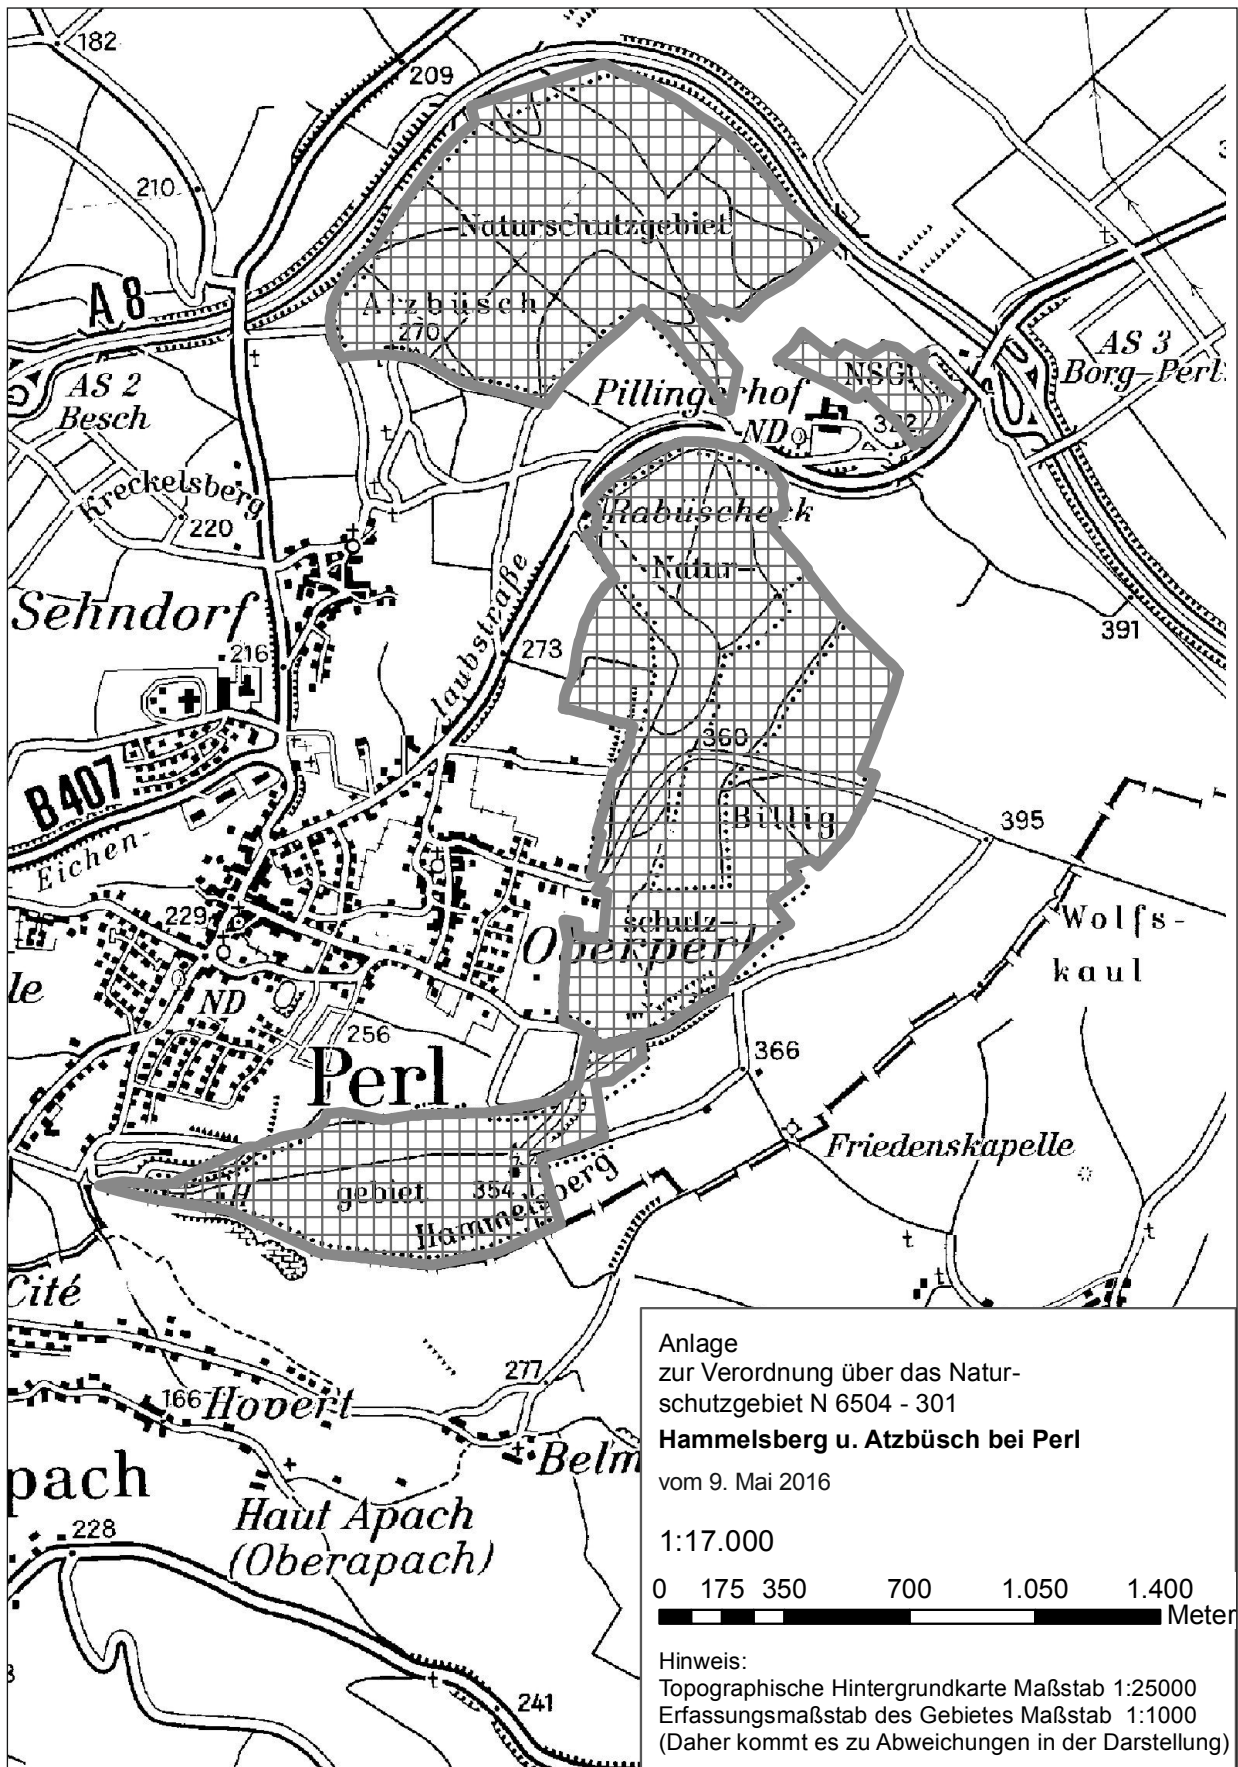 182
209
210
Naturschutzgebiet
A 8
Atzbüsch
270
AS 2
Besch
AS 3
Borg-Perl
NSG
Pillingerhof
ND
322
Kreckelsberg
220
Rabüscheck
Natur-
Sehndorf
216
laubstraße
273
391
360
B 407
Billig
395
Eichen-
229
schutz-
Wolfs-
kaul
Oberperl
le
ND
256
366
Perl
Friedenskapelle
gebiet
354
Hammelsberg
Cité
277
166
Hopert
Belm
pach
Haut Apach
(Oberapach)
228
241
Anlage
zur Verordnung über das Natur-
schutzgebiet N 6504 - 301
Hammelsberg u. Atzbüsch bei Perl
vom 9. Mai 2016
1:17.000
0 175 350 700 1.050 1.400
Meter
Hinweis:
Topographische Hintergrundkarte Maßstab 1:25000
Erfassungsmaßstab des Gebietes Maßstab 1:1000
(Daher kommt es zu Abweichungen in der Darstellung)